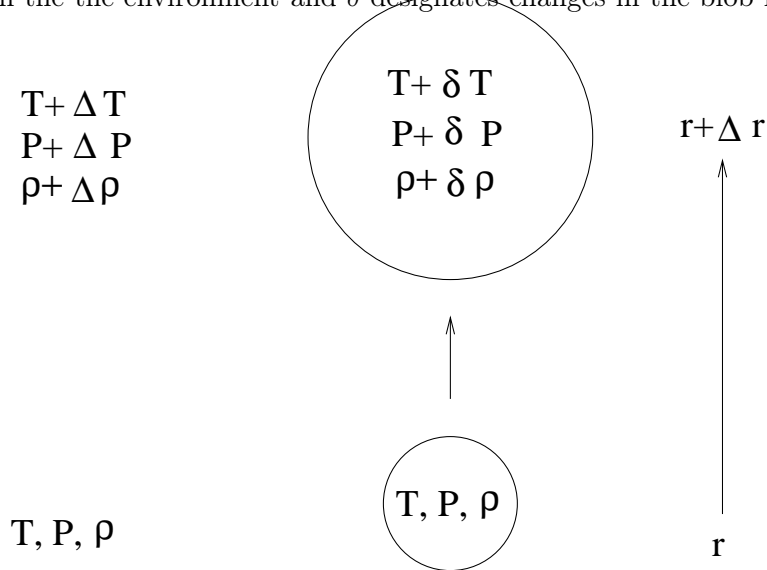 the the environment and δ designates changes in the blob
T+ Δ T
P+ Δ P
ρ+ Δ ρ
T+ δ T
P+ δ P
ρ+ δ ρ
r+ Δ r
T, P, ρ
T, P, ρ
r